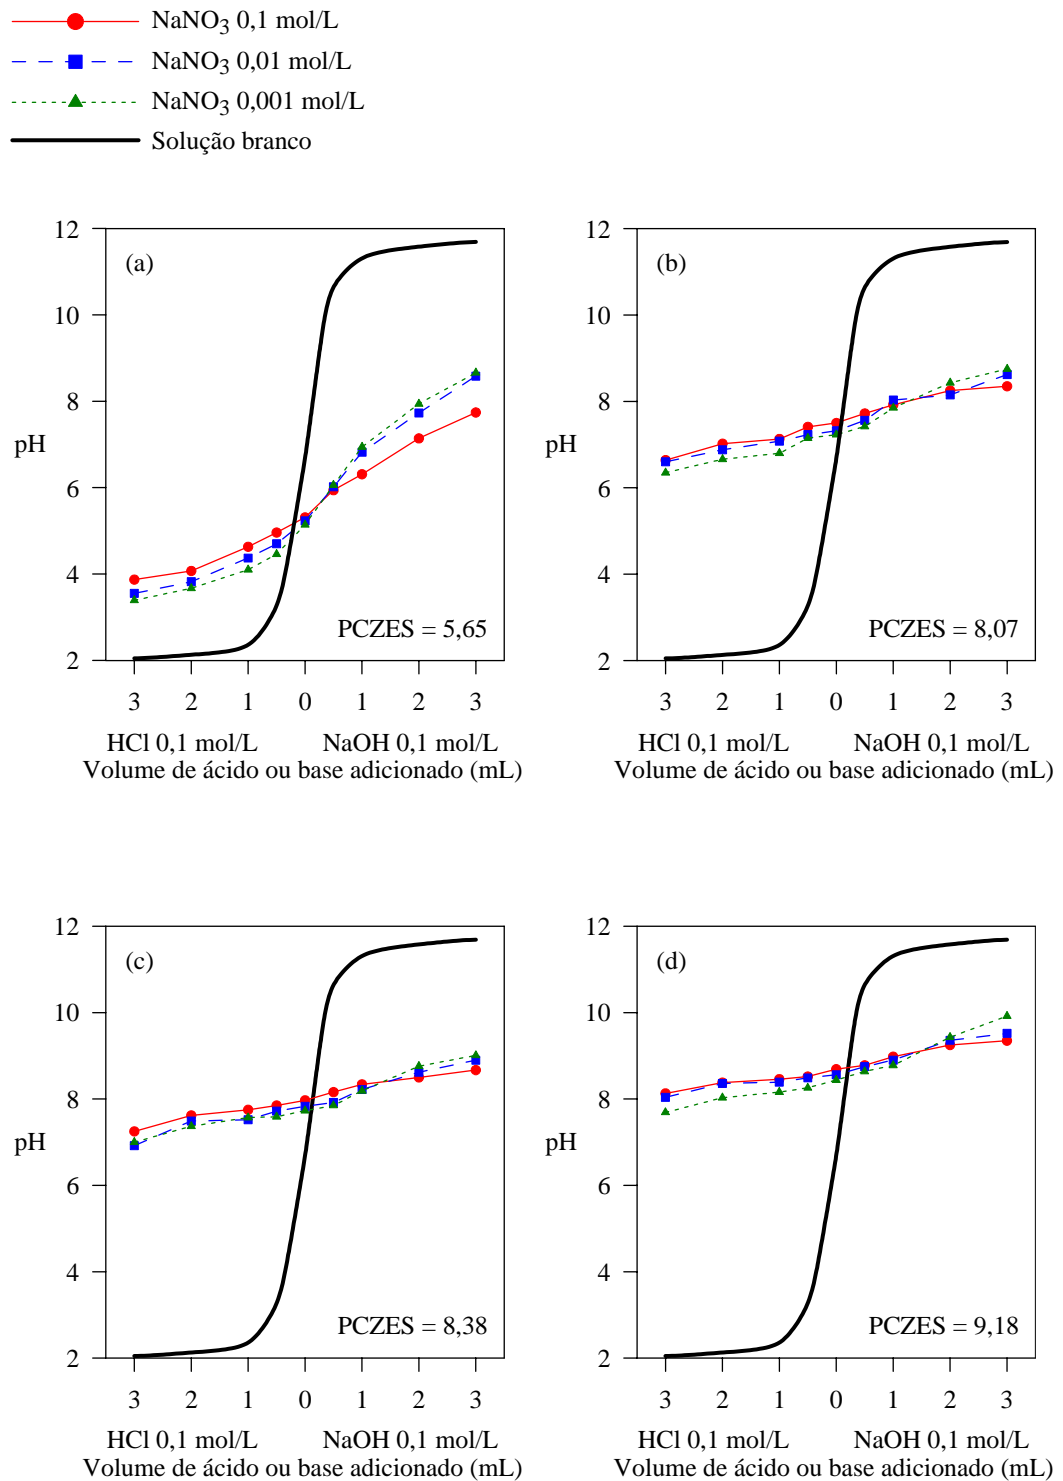 NaNO3 0,1 mol/L
NaNO3 0,01 mol/L
NaNO3 0,001 mol/L
Solução branco
(a)
pH
12
10
8
6
4
2
PCZES = 5,65
3 2 1 0 1 2 3
HCl 0,1 mol/L NaOH 0,1 mol/L
Volume de ácido ou base adicionado (mL)
(b)
pH
12
10
8
6
4
2
PCZES = 8,07
3 2 1 0 1 2 3
HCl 0,1 mol/L NaOH 0,1 mol/L
Volume de ácido ou base adicionado (mL)
(c)
pH
12
10
8
6
4
2
PCZES = 8,38
3 2 1 0 1 2 3
HCl 0,1 mol/L NaOH 0,1 mol/L
Volume de ácido ou base adicionado (mL)
(d)
pH
12
10
8
6
4
2
PCZES = 9,18
3 2 1 0 1 2 3
HCl 0,1 mol/L NaOH 0,1 mol/L
Volume de ácido ou base adicionado (mL)